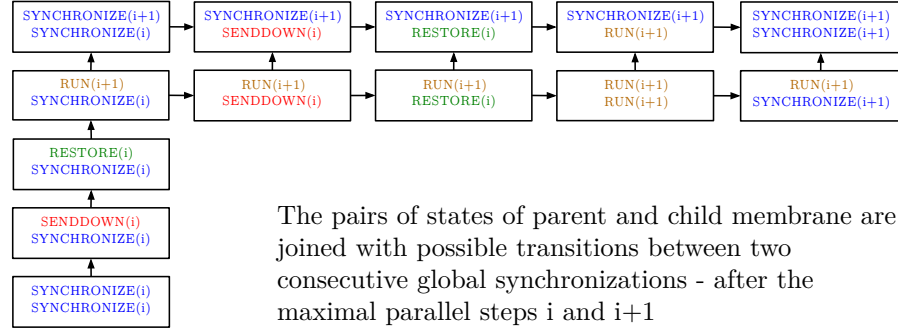 SYNCHRONIZE(i+1) SYNCHRONIZE(i+1) SYNCHRONIZE(i+1) SYNCHRONIZE(i+1) SYNCHRONIZE(i+1)
SYNCHRONIZE(i) SENDDOWN(i) RESTORE(i) RUN(i+1) SYNCHRONIZE(i+1)
RUN(i+1) RUN(i+1) RUN(i+1) RUN(i+1) RUN(i+1)
SYNCHRONIZE(i) SENDDOWN(i) RESTORE(i) RUN(i+1) SYNCHRONIZE(i+1)
RESTORE(i)
SYNCHRONIZE(i)
SENDDOWN(i)
SYNCHRONIZE(i)
SYNCHRONIZE(i)
SYNCHRONIZE(i)
The pairs of states of parent and child membrane are
joined with possible transitions between two
consecutive global synchronizations - after the
maximal parallel steps i and i+1